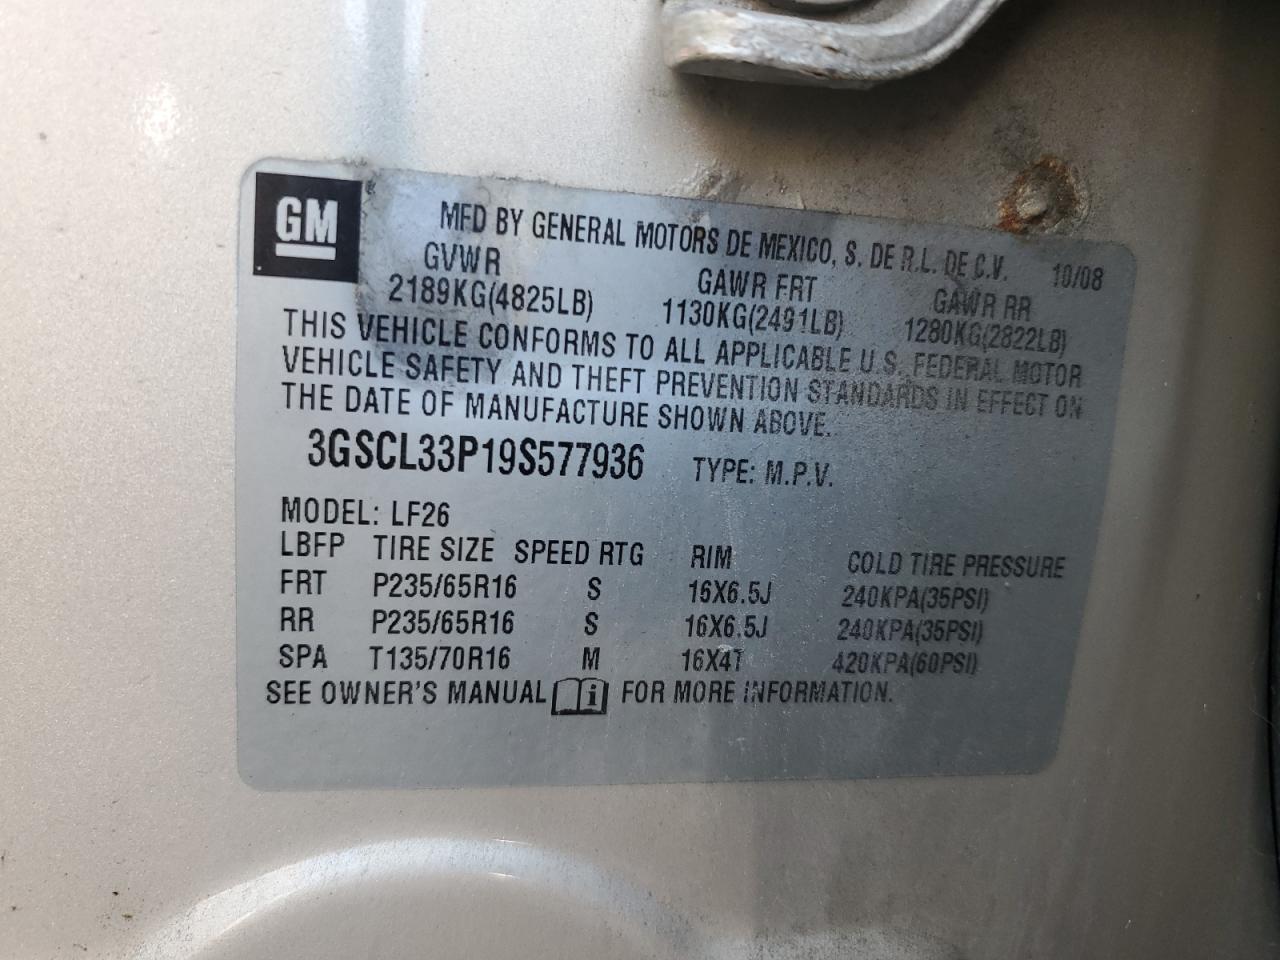 GM ®
MFD BY GENERAL MOTORS DE MEXICO, S. DE R.L. DE C.V. 10/08
GVWR GAWR FRT GAWR RR
2189KG(4825LB) 1130KG(2491LB) 1280KG(2822LB)
THIS VEHICLE CONFORMS TO ALL APPLICABLE U.S. FEDERAL MOTOR
VEHICLE SAFETY AND THEFT PREVENTION STANDARDS IN EFFECT ON
THE DATE OF MANUFACTURE SHOWN ABOVE.
3GSCL33P19S577936 TYPE: M.P.V.
MODEL: LF26
LBFP TIRE SIZE SPEED RTG RIM COLD TIRE PRESSURE
FRT P235/65R16 S 16X6.5J 240KPA(35PSI)
RR P235/65R16 S 16X6.5J 240KPA(35PSI)
SPA T135/70R16 M 16X4T 420KPA(60PSI)
SEE OWNER'S MANUAL i FOR MORE INFORMATION.